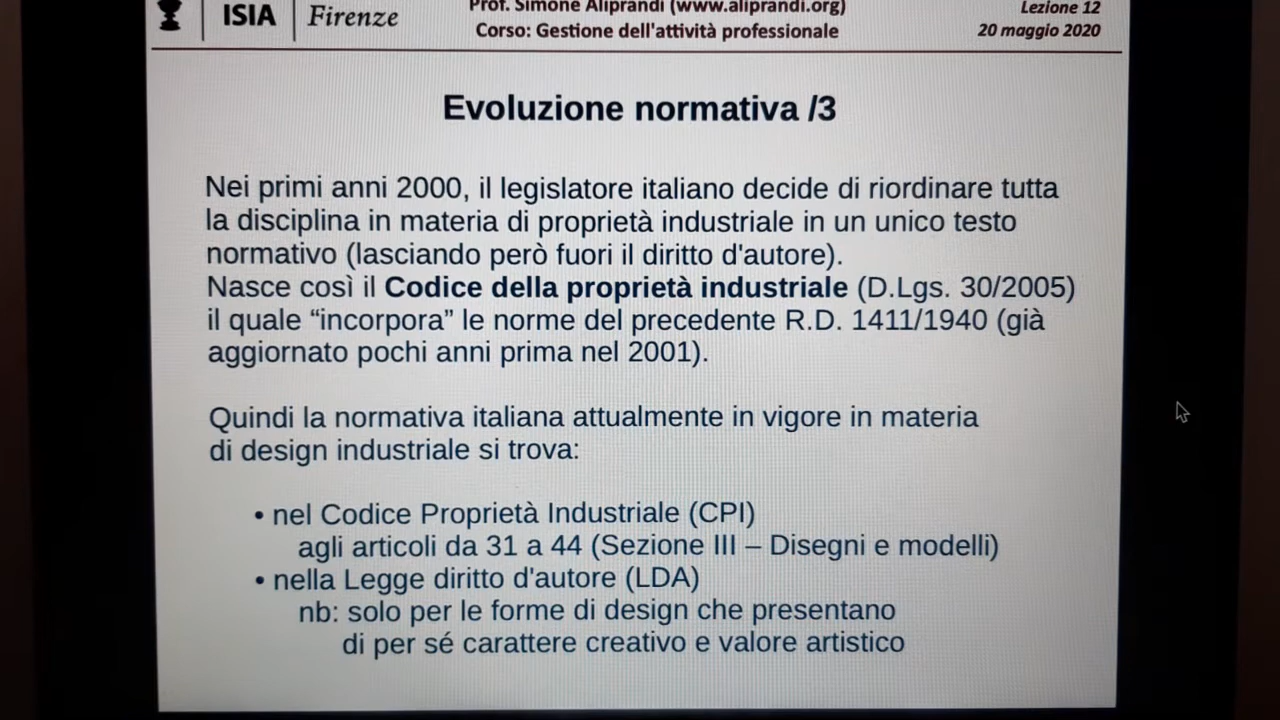 ISIA Firenze
Prof. Simone Aliprandi (www.aliprandi.org)
Corso: Gestione dell'attività professionale
Lezione 12
20 maggio 2020
Evoluzione normativa /3
Nei primi anni 2000, il legislatore italiano decide di riordinare tutta
la disciplina in materia di proprietà industriale in un unico testo
normativo (lasciando però fuori il diritto d'autore).
Nasce così il Codice della proprietà industriale (D.Lgs. 30/2005)
il quale “incorpora” le norme del precedente R.D. 1411/1940 (già
aggiornato pochi anni prima nel 2001).
Quindi la normativa italiana attualmente in vigore in materia
di design industriale si trova:
• nel Codice Proprietà Industriale (CPI)
agli articoli da 31 a 44 (Sezione III – Disegni e modelli)
• nella Legge diritto d'autore (LDA)
nb: solo per le forme di design che presentano
di per sé carattere creativo e valore artistico